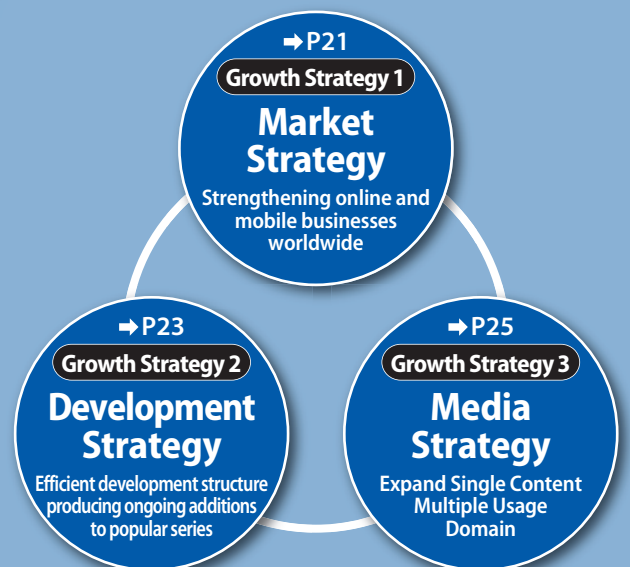 ➡P21
Growth Strategy 1
Market
Strategy
Strengthening online and
mobile businesses
worldwide
➡P23
Growth Strategy 2
Development
Strategy
Efficient development structure
producing ongoing additions
to popular series
➡P25
Growth Strategy 3
Media
Strategy
Expand Single Content
Multiple Usage
Domain